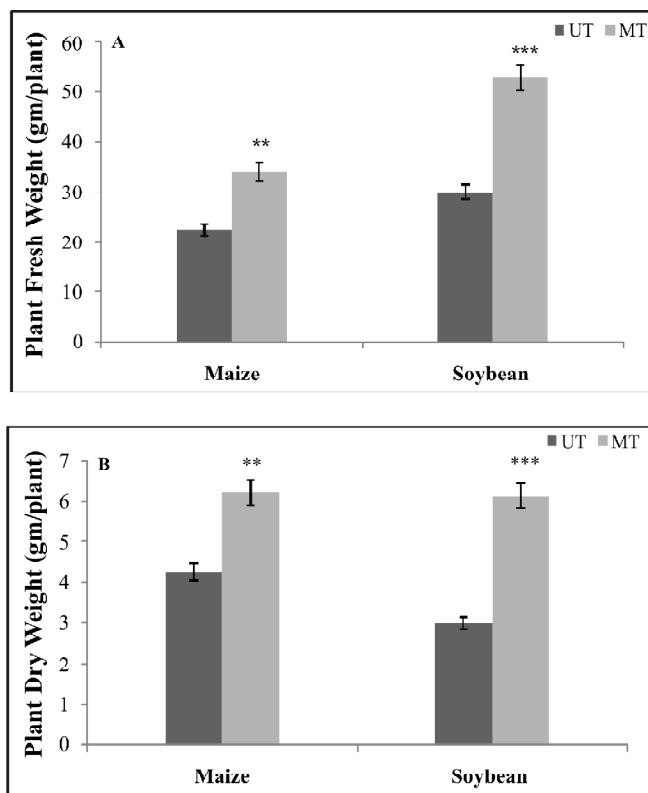 UT MT
A
***
**
Plant Fresh Weight (gm/plant)
60
50
40
30
20
10
0
Maize Soybean
UT MT
B
** ***
Plant Dry Weight (gm/plant)
7
6
5
4
3
2
1
0
Maize Soybean